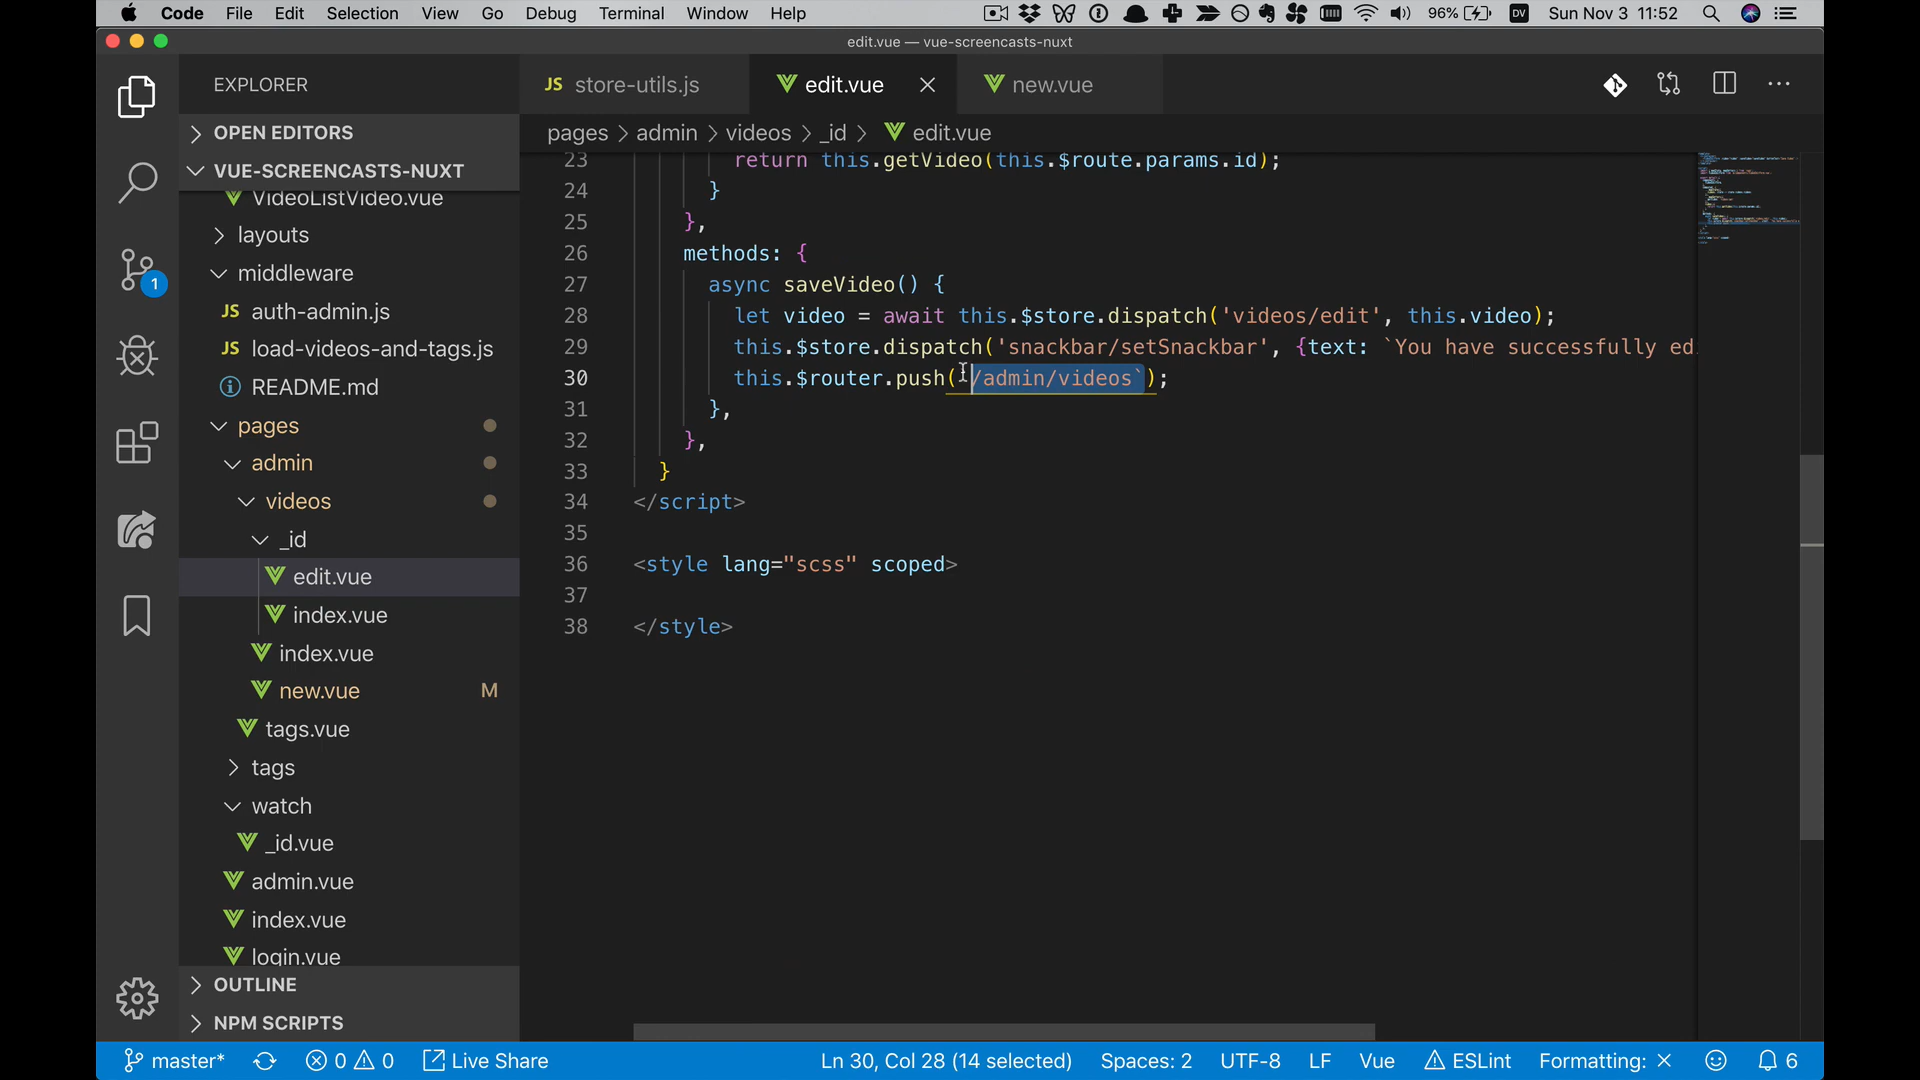 Code File Edit Selection View Go Debug Terminal Window Help 96% DV Sun Nov 3 11:52
edit.vue — vue-screencasts-nuxt
EXPLORER
JS store-utils.js
edit.vue
new.vue
OPEN EDITORS
pages > admin > videos > _id > edit.vue
VUE-SCREENCASTS-NUXT
VideoListVideo.vue
layouts
middleware
JS auth-admin.js
JS load-videos-and-tags.js
README.md
pages
admin
videos
_id
edit.vue
index.vue
index.vue
new.vue M
tags.vue
tags
watch
_id.vue
admin.vue
index.vue
login.vue
OUTLINE
NPM SCRIPTS
1
23 return this.getVideo(this.$route.params.id);
24 }
25 },
26 methods: {
27 async saveVideo() {
28 let video = await this.$store.dispatch('videos/edit', this.video);
29 this.$store.dispatch('snackbar/setSnackbar', {text: `You have successfully ed
30 this.$router.push(`/admin/videos`);
31 },
32 },
33 }
34 </script>
35
36 <style lang="scss" scoped>
37
38 </style>
master* 0 0 Live Share Ln 30, Col 28 (14 selected) Spaces: 2 UTF-8 LF Vue ESLint Formatting: 6